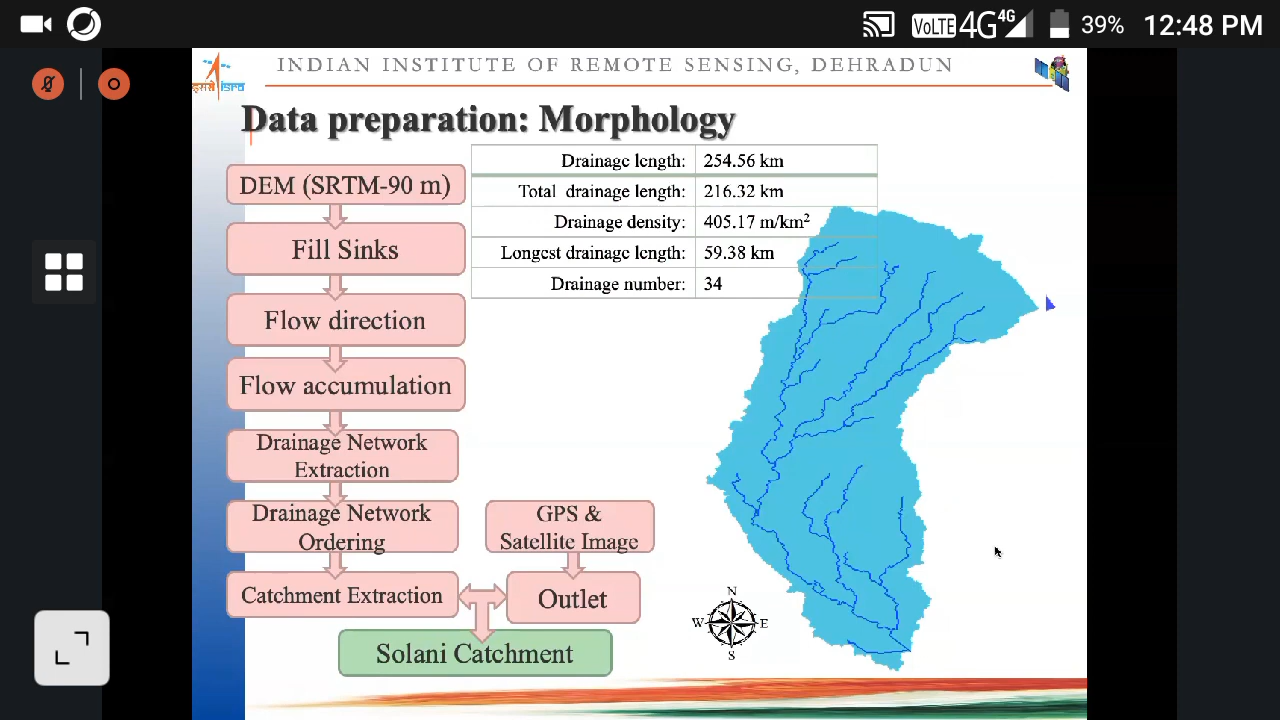 VoLTE 4G 4G 39% 12:48 PM
INDIAN INSTITUTE OF REMOTE SENSING, DEHRADUN
इसरो isro
Data preparation: Morphology
Drainage length: 254.56 km
Total drainage length: 216.32 km
Drainage density: 405.17 m/km²
Longest drainage length: 59.38 km
Drainage number: 34
DEM (SRTM-90 m)
Fill Sinks
Flow direction
Flow accumulation
Drainage Network
Extraction
Drainage Network
Ordering
GPS &
Satellite Image
Catchment Extraction
Outlet
Solani Catchment
N
W E
S